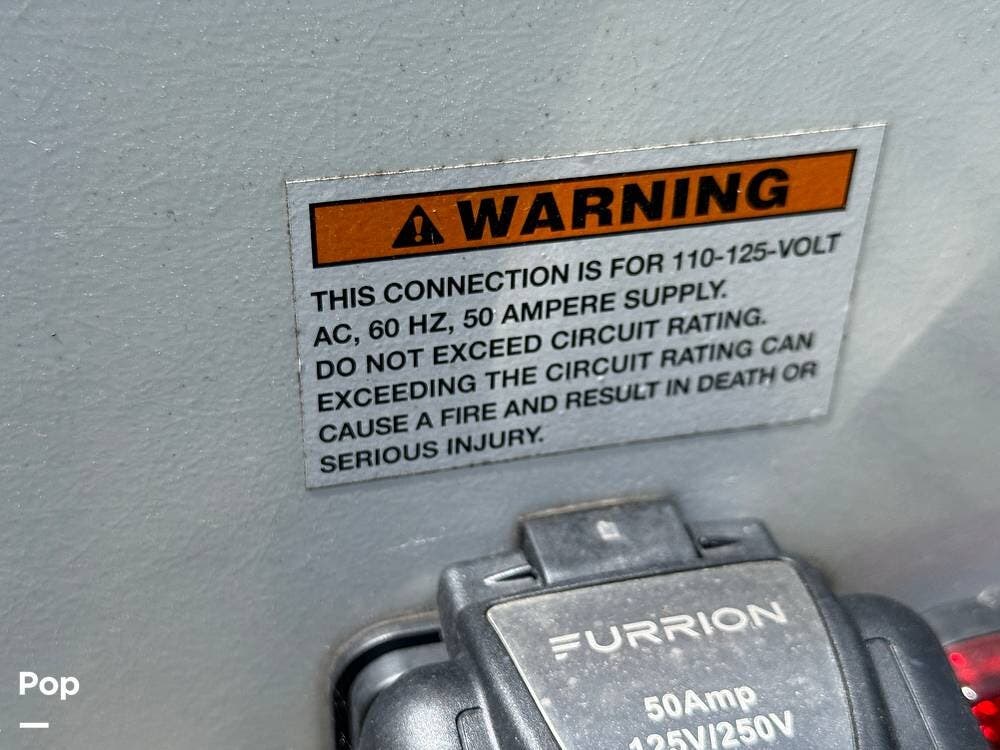 WARNING
THIS CONNECTION IS FOR 110-125-VOLT
AC, 60 HZ, 50 AMPERE SUPPLY.
DO NOT EXCEED CIRCUIT RATING.
EXCEEDING THE CIRCUIT RATING CAN
CAUSE A FIRE AND RESULT IN DEATH OR
SERIOUS INJURY.
FURRION
50Amp
125V/250V
Pop